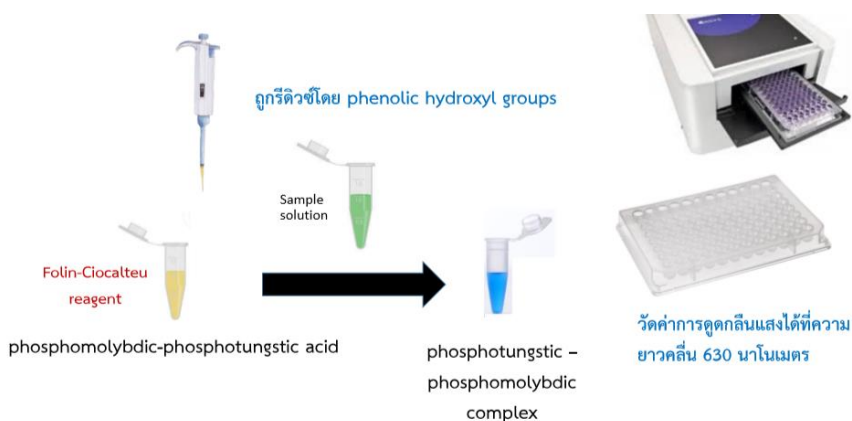 ถูกรีดิวซ์โดย phenolic hydroxyl groups
Sample
solution
Folin-Ciocalteu
reagent
phosphomolybdic-phosphotungstic acid
phosphotungstic –
phosphomolybdic
complex
วัดค่าการดูดกลืนแสงได้ที่ความ
ยาวคลื่น 630 นาโนเมตร